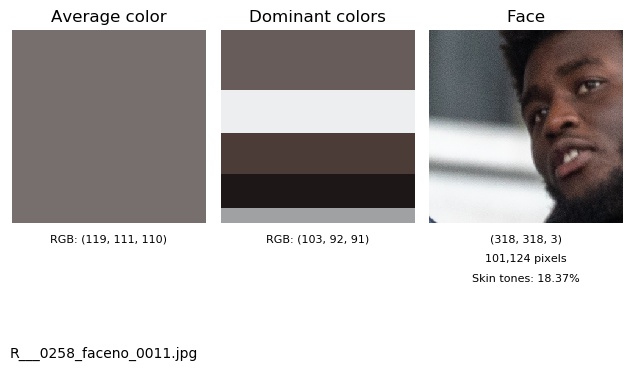 Average color
Dominant colors
Face
RGB: (119, 111, 110)
RGB: (103, 92, 91)
(318, 318, 3)
101,124 pixels
Skin tones: 18.37%
R___0258_faceno_0011.jpg